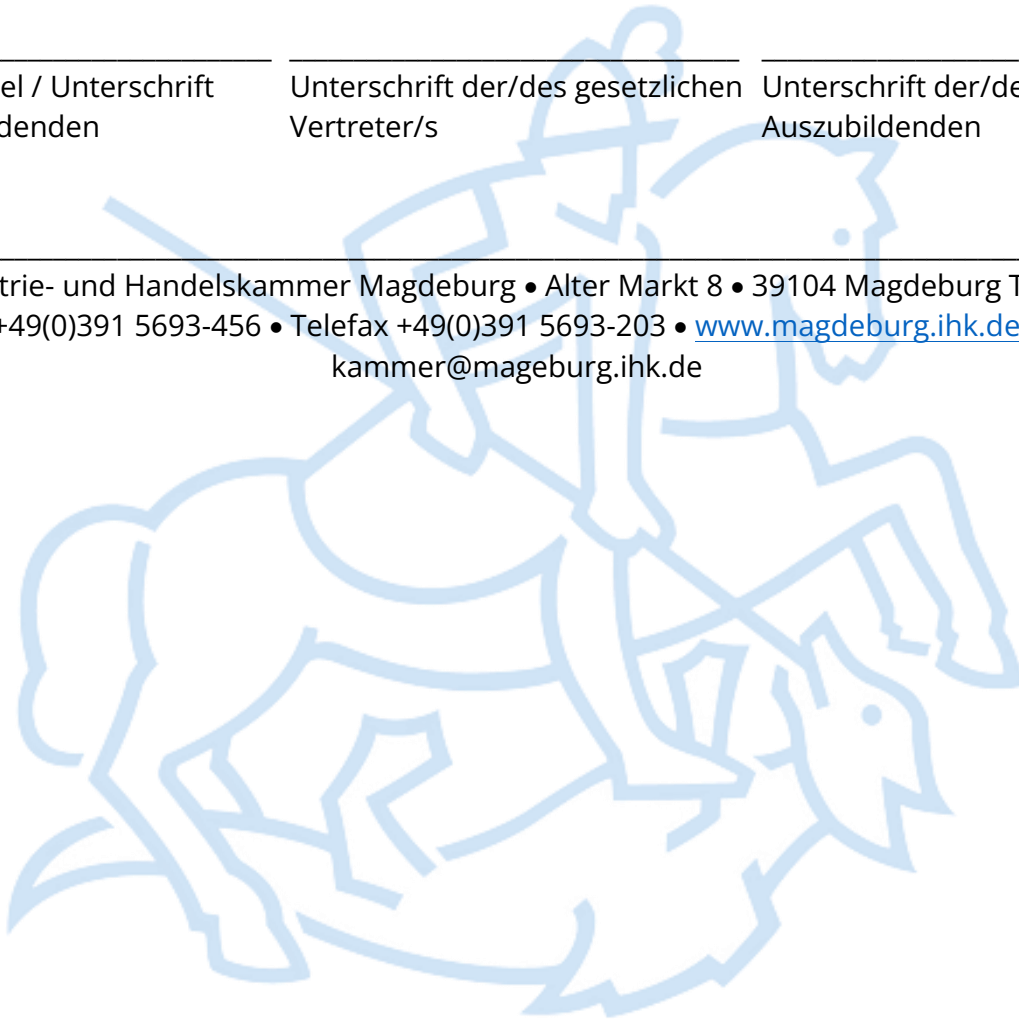 el / Unterschrift Unterschrift der/des gesetzlichen Unterschrift der/de
denden Vertreter/s Auszubildenden
trie- und Handelskammer Magdeburg • Alter Markt 8 • 39104 Magdeburg T
+49(0)391 5693-456 • Telefax +49(0)391 5693-203 • www.magdeburg.ihk.de
kammer@mageburg.ihk.de